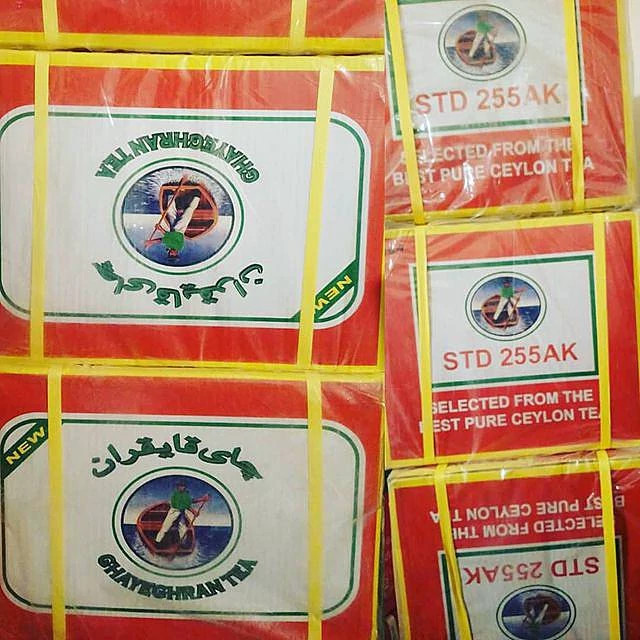 GHAYEGHRAN TEA
چای قایقران
NEW
NEW
چای قایقران
GHAYEGHRAN TEA
STD 255AK
SELECTED FROM THE
BEST PURE CEYLON TEA
STD 255AK
SELECTED FROM THE
BEST PURE CEYLON TEA
STD 255AK
SELECTED FROM THE
BEST PURE CEYLON TEA